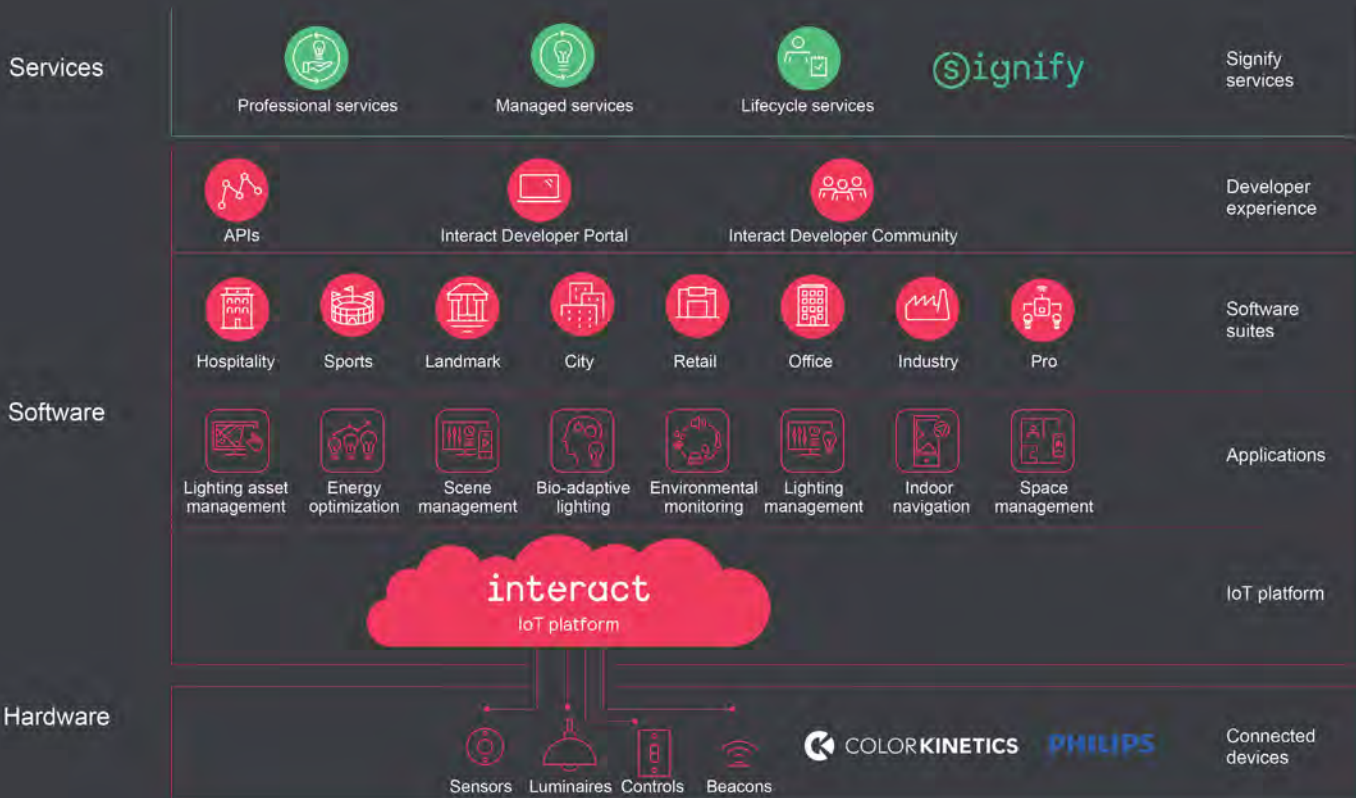 Services
Professional services
Managed services
Lifecycle services
signify
Signify
services
APIs
Interact Developer Portal
Interact Developer Community
Developer
experience
Software
Hospitality
Sports
Landmark
City
Retail
Office
Industry
Pro
Software
suites
Lighting asset
management
Energy
optimization
Scene
management
Bio-adaptive
lighting
Environmental
monitoring
Lighting
management
Indoor
navigation
Space
management
Applications
interact
IoT platform
IoT platform
Hardware
Sensors
Luminaires
Controls
Beacons
COLORKINETICS
PHILIPS
Connected
devices